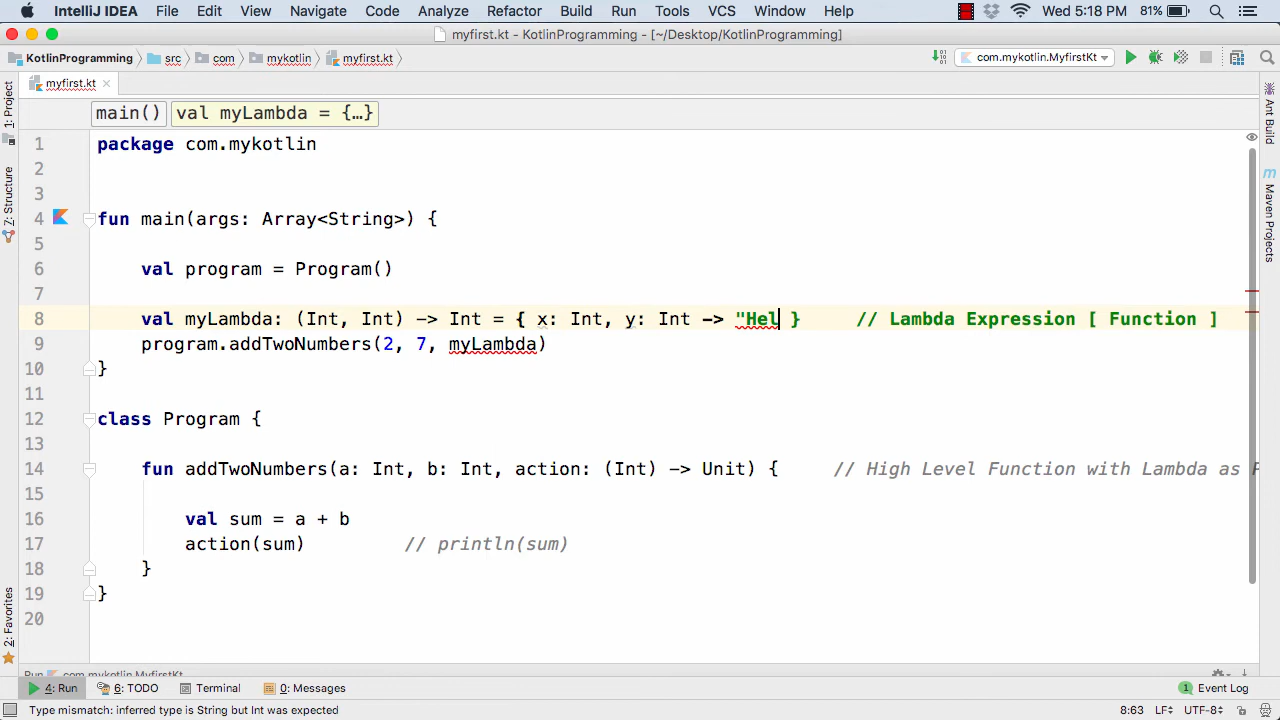 IntelliJ IDEA File Edit View Navigate Code Analyze Refactor Build Run Tools VCS Window Help Wed 5:18 PM 81%
myfirst.kt - KotlinProgramming - [~/Desktop/KotlinProgramming]
KotlinProgramming src com mykotlin myfirst.kt com.mykotlin.MyfirstKt
myfirst.kt
main() val myLambda = {…}
1 package com.mykotlin
2
3
4 fun main(args: Array<String>) {
5
6 val program = Program()
7
8 val myLambda: (Int, Int) -> Int = { x: Int, y: Int -> "Hel } // Lambda Expression [ Function ]
9 program.addTwoNumbers(2, 7, myLambda)
10 }
11
12 class Program {
13
14 fun addTwoNumbers(a: Int, b: Int, action: (Int) -> Unit) { // High Level Function with Lambda as
15
16 val sum = a + b
17 action(sum) // println(sum)
18 }
19 }
20
1: Project
7: Structure
2: Favorites
Ant Build
Maven Projects
Run com.mykotlin.MyfirstKt
4: Run 6: TODO Terminal 0: Messages 1 Event Log
Type mismatch: inferred type is String but Int was expected 8:63 LF÷ UTF-8÷